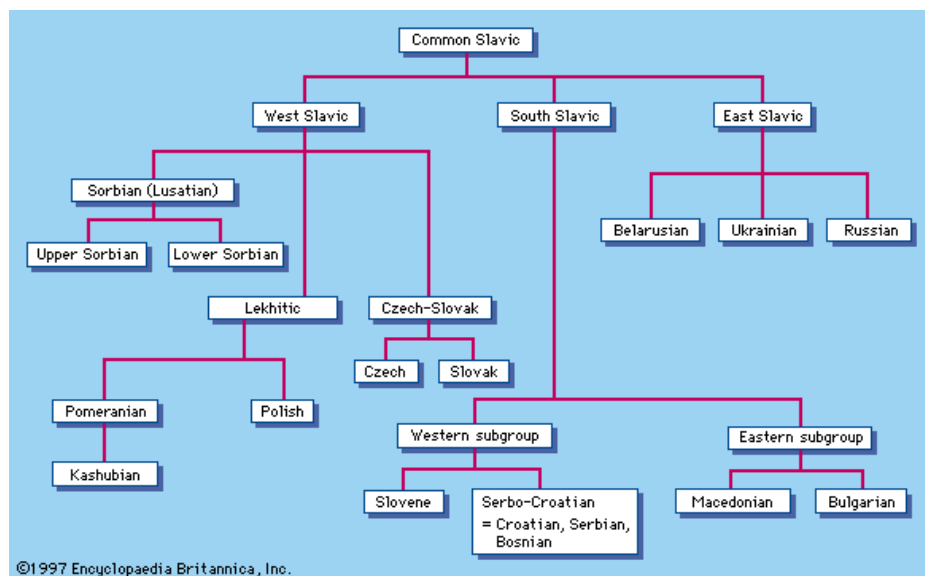 Common Slavic
West Slavic
South Slavic
East Slavic
Sorbian (Lusatian)
Belarusian
Ukrainian
Russian
Upper Sorbian
Lower Sorbian
Lekhitic
Czech-Slovak
Czech
Slovak
Pomeranian
Polish
Western subgroup
Eastern subgroup
Kashubian
Slovene
Serbo-Croatian
= Croatian, Serbian,
Bosnian
Macedonian
Bulgarian
©1997 Encyclopaedia Britannica, Inc.